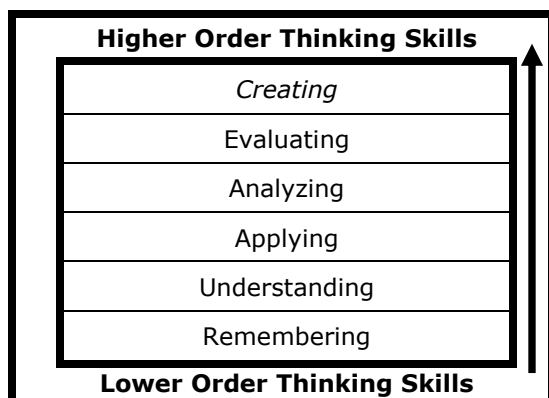 Higher Order Thinking Skills
Creating
Evaluating
Analyzing
Applying
Understanding
Remembering
Lower Order Thinking Skills